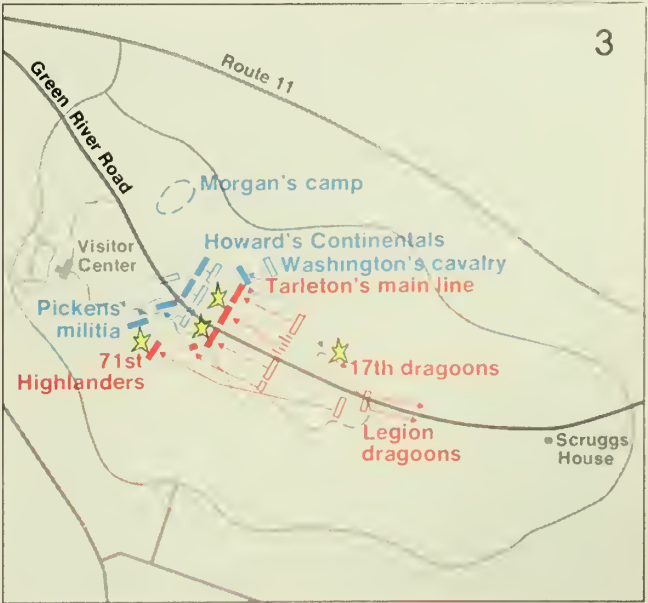 3
Route 11
Green River Road
Morgan's camp
Howard's Continentals
Visitor
Center
Washington's cavalry
Tarleton's main line
Pickens'
militia
71st
Highlanders
17th dragoons
Legion
dragoons
Scruggs
House